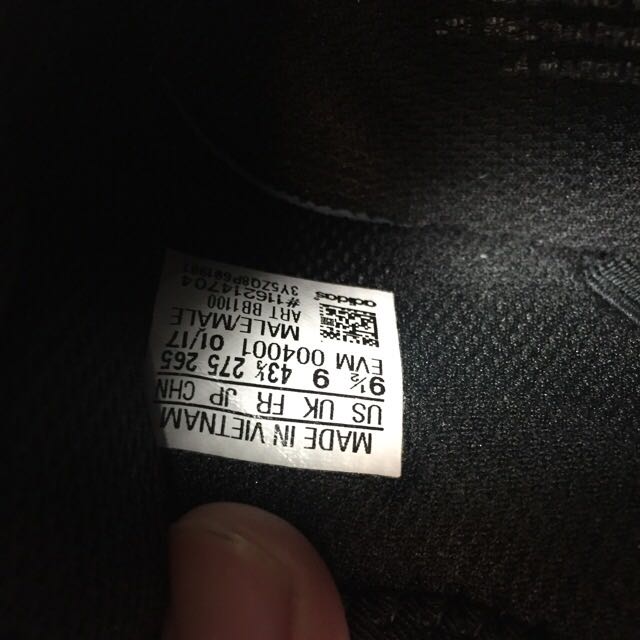 MADE IN VIETNAM
US UK FR JP CHN
9½ 9 43⅓ 275 265
EVM 004001 01/17
MALE/MALE
ART BB1100
#116214704
adidas